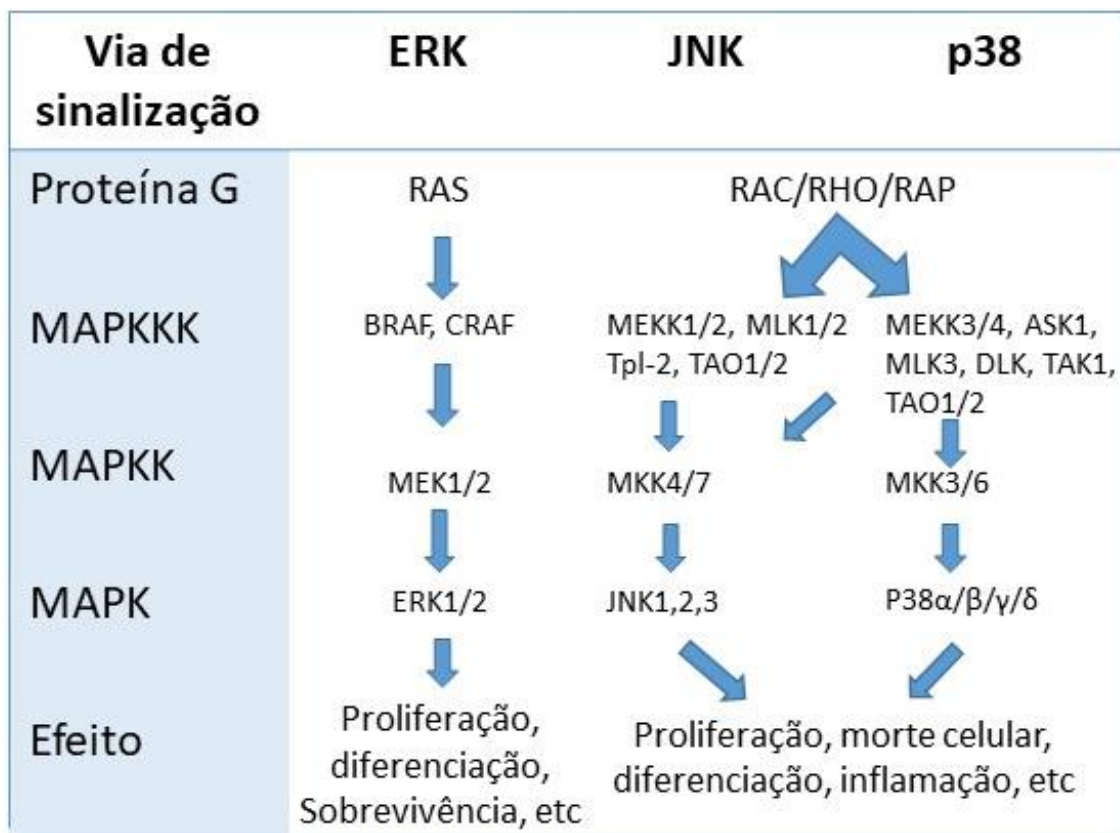 Via de
sinalização
ERK
JNK
p38
Proteína G
RAS
RAC/RHO/RAP
MAPKKK
BRAF, CRAF
MEKK1/2, MLK1/2
Tpl-2, TAO1/2
MEKK3/4, ASK1,
MLK3, DLK, TAK1,
TAO1/2
MAPKK
MEK1/2
MKK4/7
MKK3/6
MAPK
ERK1/2
JNK1,2,3
P38α/β/γ/δ
Efeito
Proliferação,
diferenciação,
Sobrevivência, etc
Proliferação, morte celular,
diferenciação, inflamação, etc